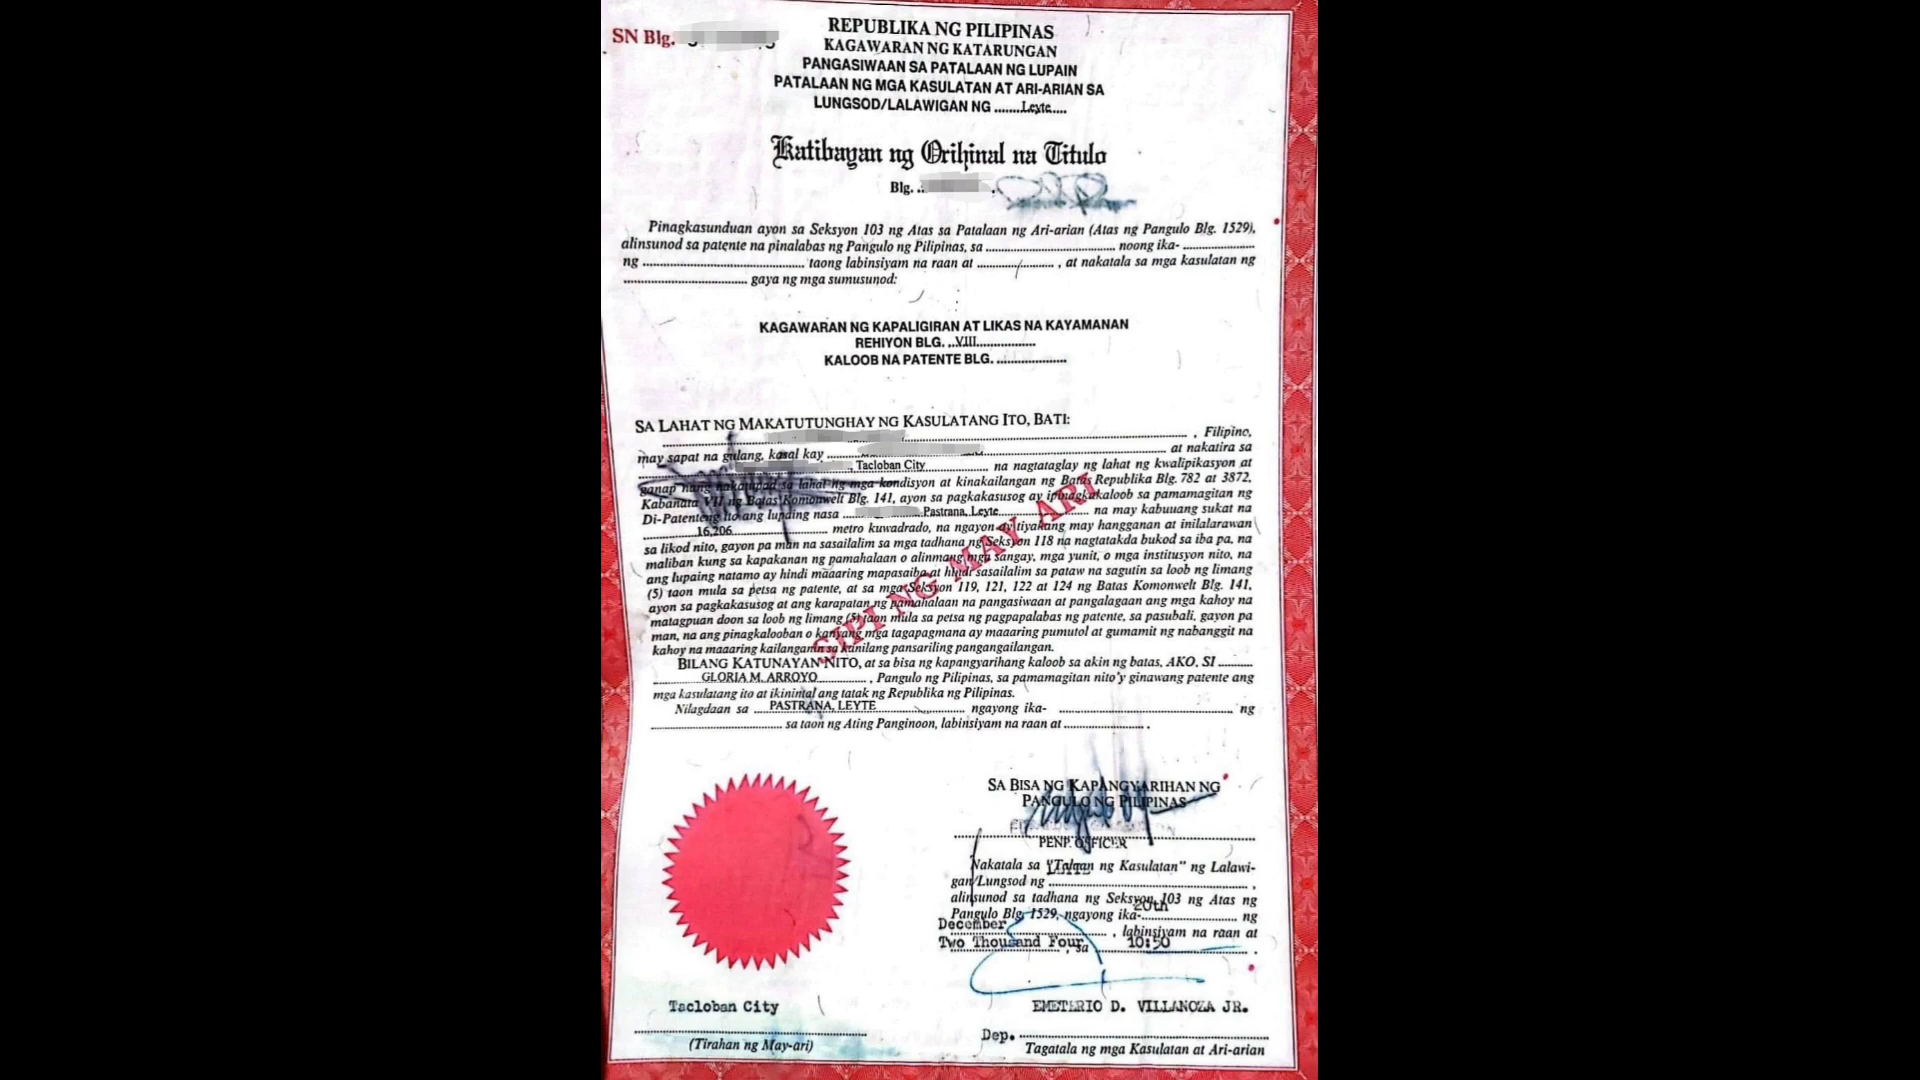 SN Blg.
REPUBLIKA NG PILIPINAS
KAGAWARAN NG KATARUNGAN
PANGASIWAAN SA PATALAAN NG LUPAIN
PATALAAN NG MGA KASULATAN AT ARI-ARIAN SA
LUNGSOD/LALAWIGAN NG ........Leyte.....
Katibayan ng Orihinal na Titulo
Blg. ..
Pinagkasunduan ayon sa Seksyon 103 ng Atas sa Patalaan ng Ari-arian (Atas ng Pangulo Blg. 1529),
alinsunod sa patente na pinalabas ng Pangulo ng Pilipinas, sa .................... noong ika- ....................
ng .................... taong labinsiyam na raan at .................... , at nakatala sa mga kasulatan ng
.................... gaya ng mga sumusunod:
KAGAWARAN NG KAPALIGIRAN AT LIKAS NA KAYAMANAN
REHIYON BLG. ..VIII...............
KALOOB NA PATENTE BLG. ..................
SA LAHAT NG MAKATUTUNGHAY NG KASULATANG ITO, BATI:
.................... , Filipino,
may sapat na gulang, kasal kay .................... at nakatira sa
...................., Tacloban City na nagtataglay ng lahat ng kwalipikasyon at
ganap nang nakatupad sa lahat ng mga kondisyon at kinakailangan ng Batas Republika Blg. 782 at 3872,
Kabanata VII ng Batas Komonwelt Blg. 141, ayon sa pagkakasusog ay ipinagkakaloob sa pamamagitan ng
Di-Patenteng ito ang lupaing nasa .................... Pastrana, Leyte .................... na may kabuuang sukat na
16,206 .................... metro kuwadrado, na ngayon ay tiyakang may hangganan at inilalarawan
sa likod nito, gayon pa man na sasailalim sa mga tadhana ng Seksyon 118 na nagtatakda bukod sa iba pa, na
maliban kung sa kapakanan ng pamahalaan o alinmang mga sangay, mga yunit, o mga institusyon nito, na
ang lupaing natamo ay hindi maaaring mapasaiba at hindi sasailalim sa pataw na sagutin sa loob ng limang
(5) taon mula sa petsa ng patente, at sa mga Seksyon 119, 121, 122 at 124 ng Batas Komonwelt Blg. 141,
ayon sa pagkakasusog at ang karapatan ng pamahalaan na pangasiwaan at pangalagaan ang mga kahoy na
matagpuan doon sa loob ng limang (5) taon mula sa petsa ng pagpapalabas ng patente, sa pasubali, gayon pa
man, na ang pinagkalooban o kanyang mga tagapagmana ay maaaring pumutol at gumamit ng nabanggit na
kahoy na maaaring kailanganin sa kanilang pansariling pangangailangan.
SIPI NG MAY ARI
BILANG KATUNAYAN NITO, at sa bisa ng kapangyarihang kaloob sa akin ng batas, AKO, SI ..........
GLORIA M. ARROYO .............. , Pangulo ng Pilipinas, sa pamamagitan nito'y ginawang patente ang
mga kasulatang ito at ikinintal ang tatak ng Republika ng Pilipinas.
Nilagdaan sa .... PASTRANA, LEYTE .................... ngayong ika- .................... ng
.................... sa taon ng Ating Panginoon, labinsiyam na raan at .................... .
SA BISA NG KAPANGYARIHAN NG
PANGULO NG PILIPINAS
OFFICER
Nakatala sa "Talaan ng Kasulatan" ng Lalawi-
gan/Lungsod ng LEYTE .................... ,
alinsunod sa tadhana ng Seksyon 103 ng Atas ng
Pangulo Blg. 1529, ngayong ika- 20th .................... ng
December .................... , labinsiyam na raan at
Two Thousand Four , sa 10:50 .
Tacloban City
(Tirahan ng May-ari)
EMETERIO D. VILLANOZA JR.
Dep. ....................
Tagatala ng mga Kasulatan at Ari-arian